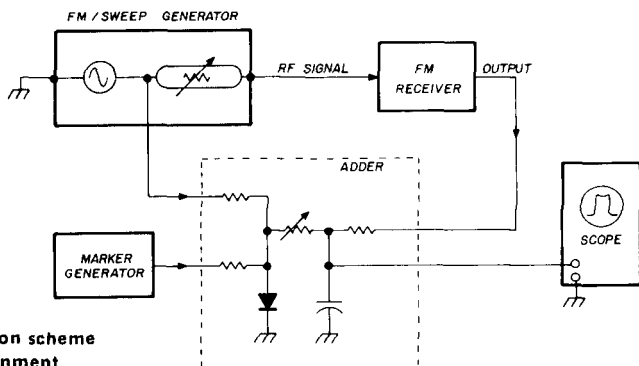 FM / SWEEP GENERATOR
RF SIGNAL
FM
RECEIVER
OUTPUT
ADDER
MARKER
GENERATOR
SCOPE
on scheme
nment